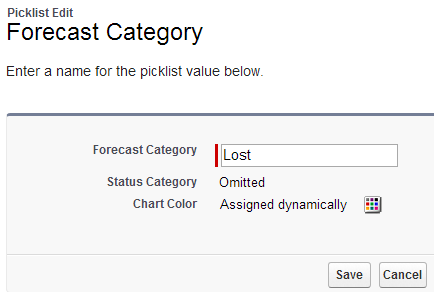 Picklist Edit
Forecast Category
Enter a name for the picklist value below.
Forecast Category Lost
Status Category Omitted
Chart Color Assigned dynamically
Save Cancel